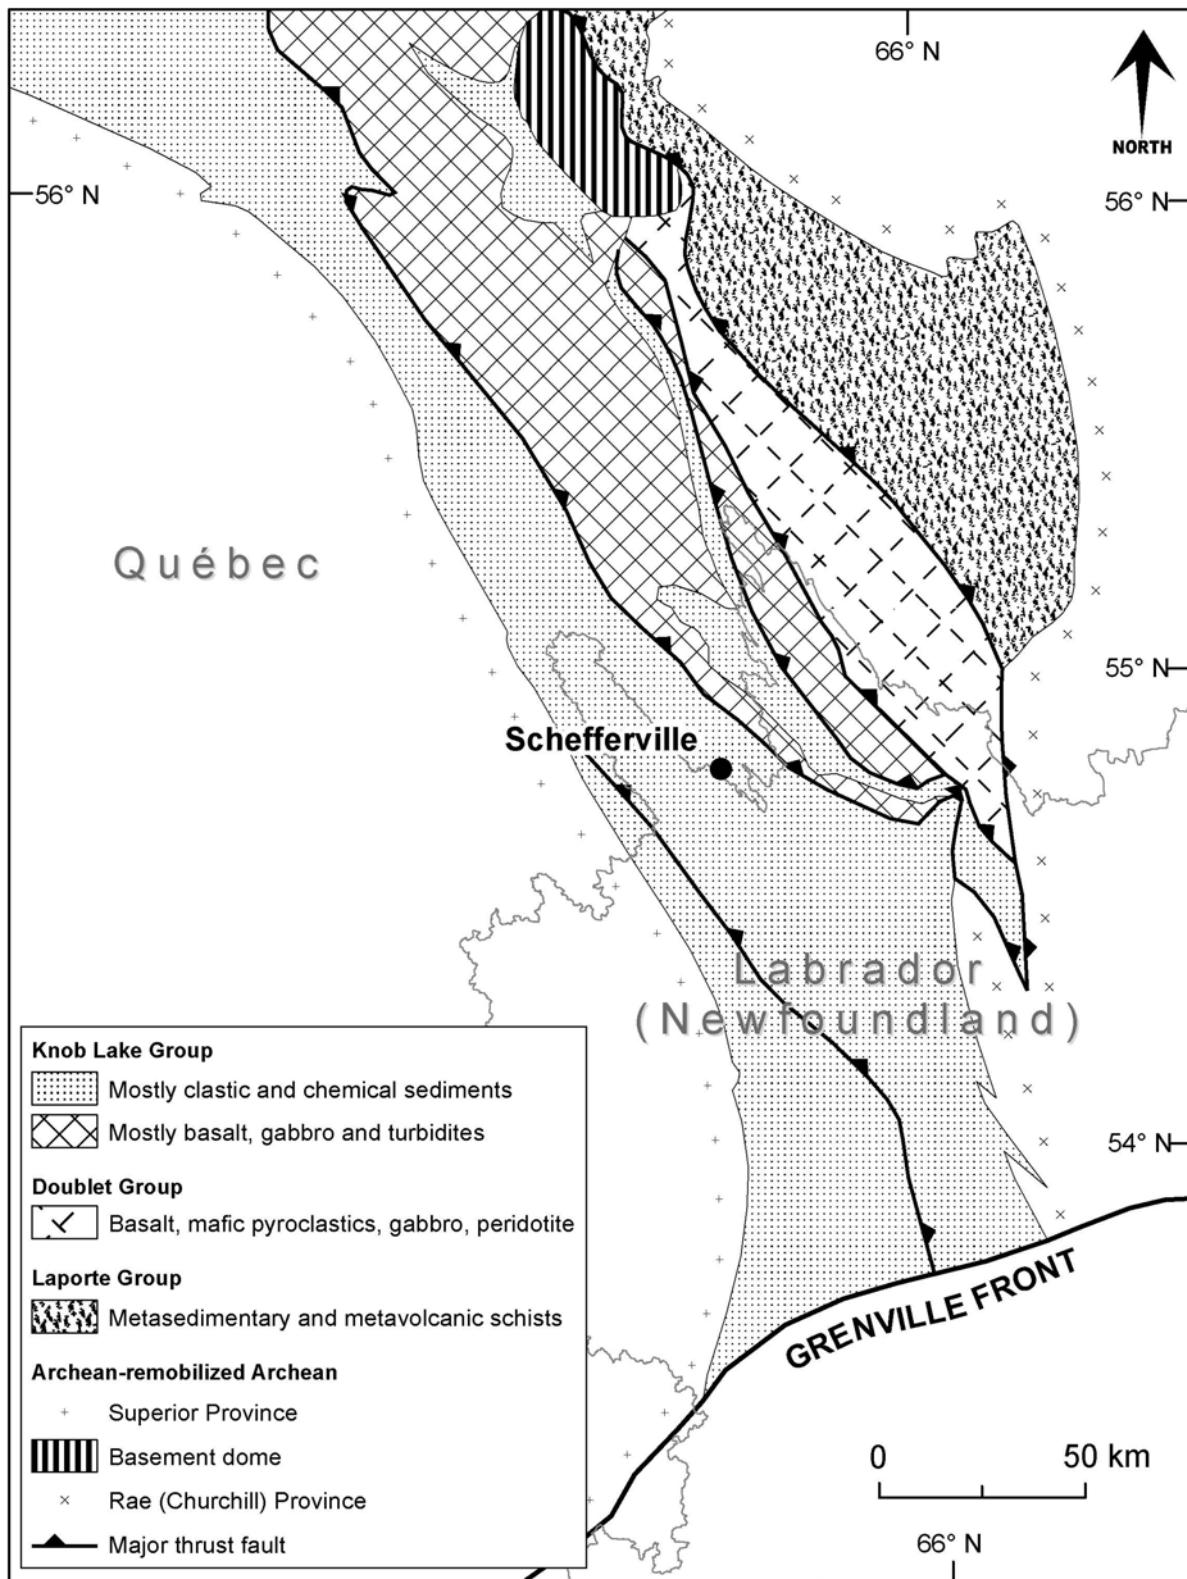 66° N
NORTH
56° N
56° N
Québec
55° N
Schefferville
Labrador
(Newfoundland)
54° N
GRENVILLE FRONT
Knob Lake Group
Mostly clastic and chemical sediments
Mostly basalt, gabbro and turbidites
Doublet Group
Basalt, mafic pyroclastics, gabbro, peridotite
Laporte Group
Metasedimentary and metavolcanic schists
Archean-remobilized Archean
Superior Province
Basement dome
Rae (Churchill) Province
Major thrust fault
0 50 km
66° N